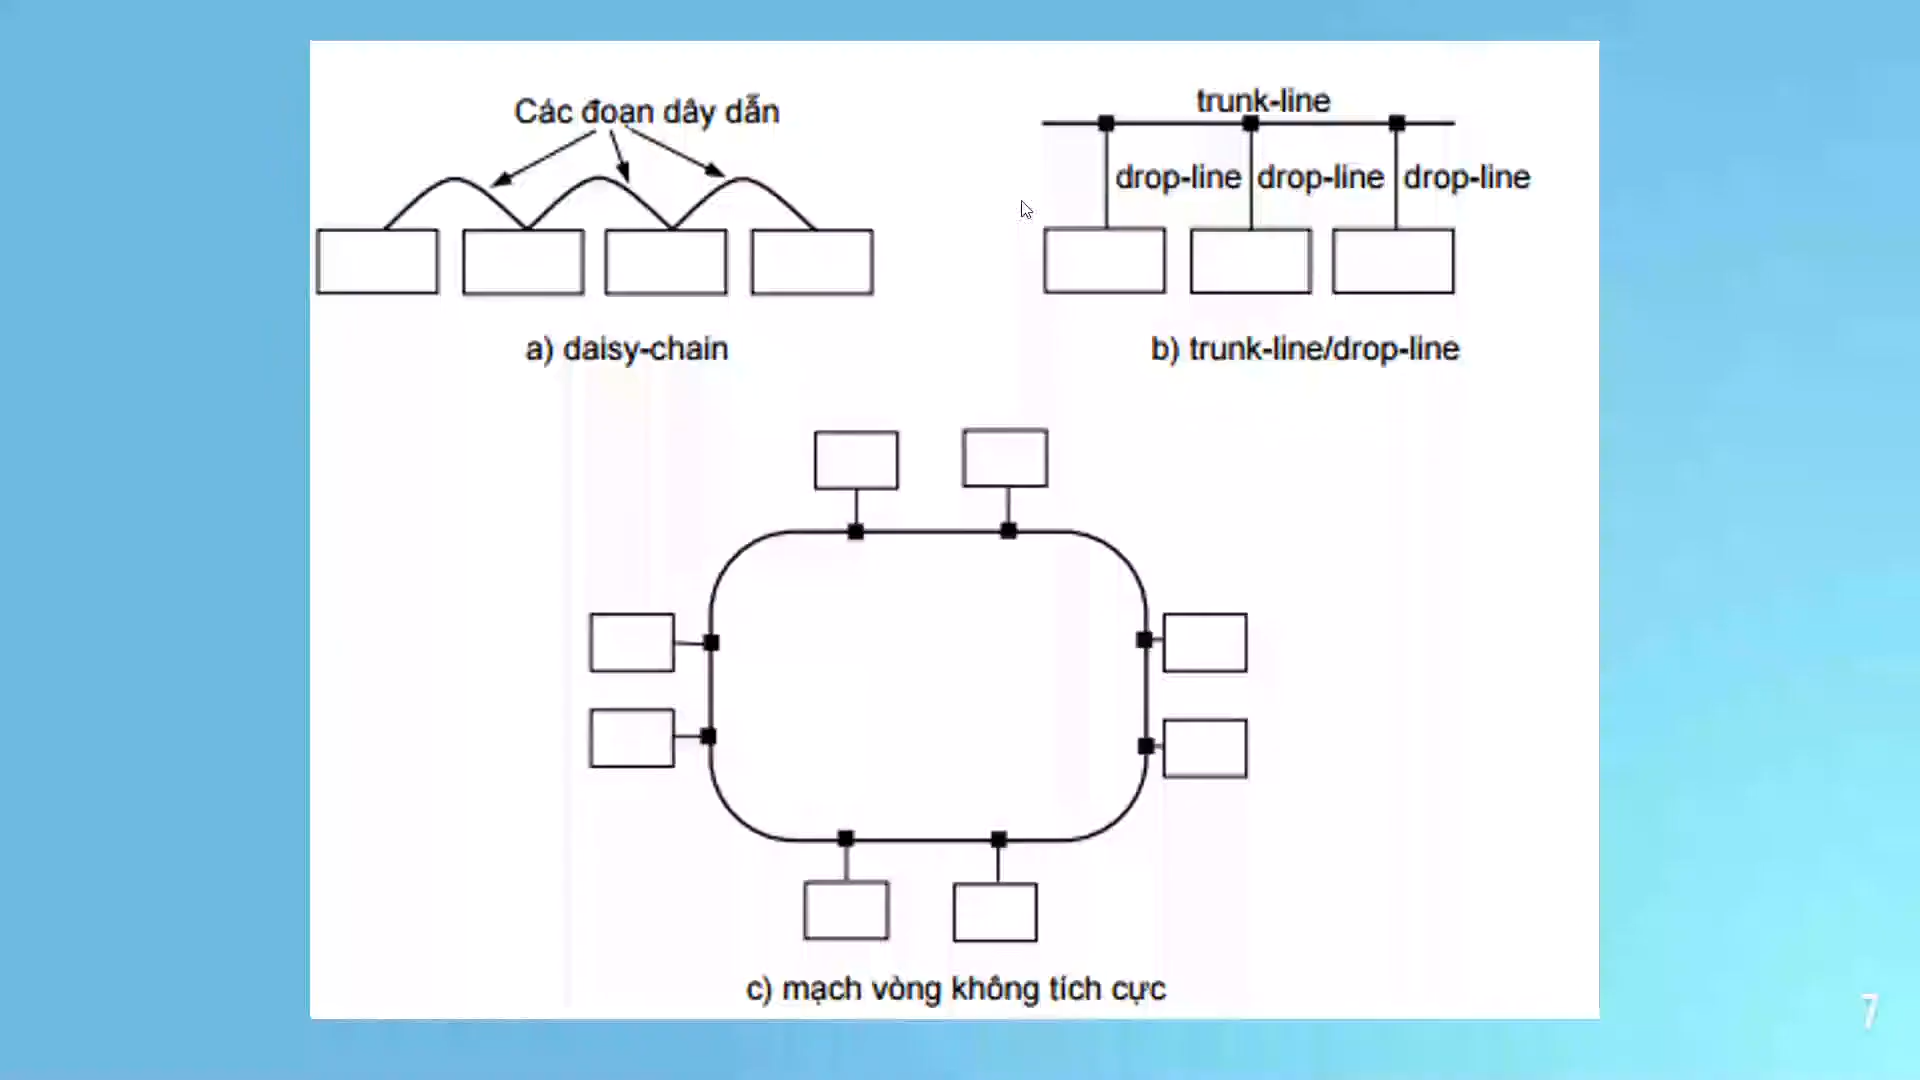 Các đoạn dây dẫn
trunk-line
drop-line drop-line drop-line
a) daisy-chain
b) trunk-line/drop-line
c) mạch vòng không tích cực
7